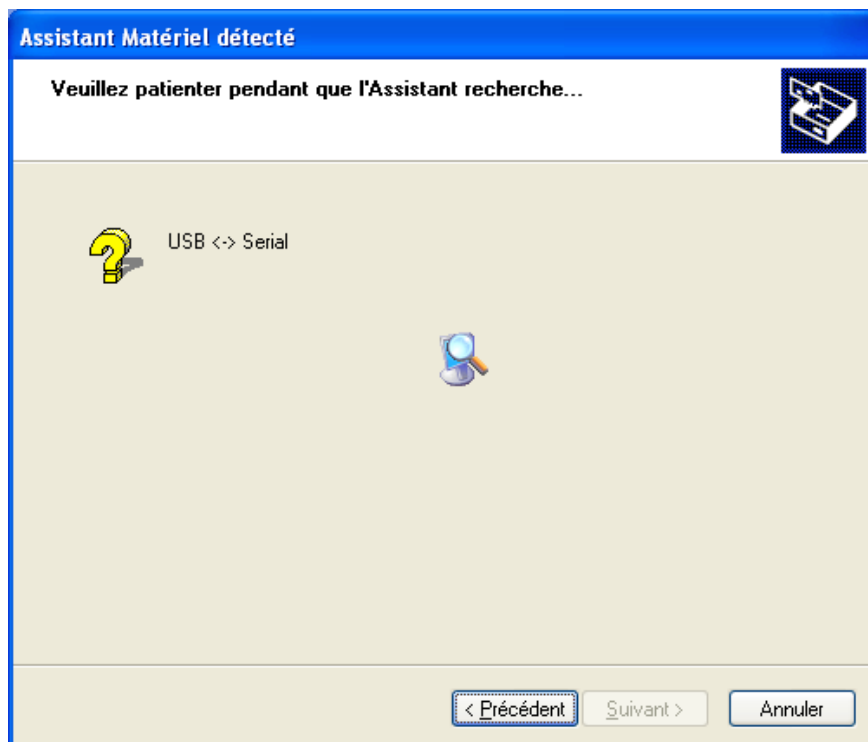 Assistant Matériel détecté
Veuillez patienter pendant que l'Assistant recherche...
USB <-> Serial
< Précédent
Suivant >
Annuler